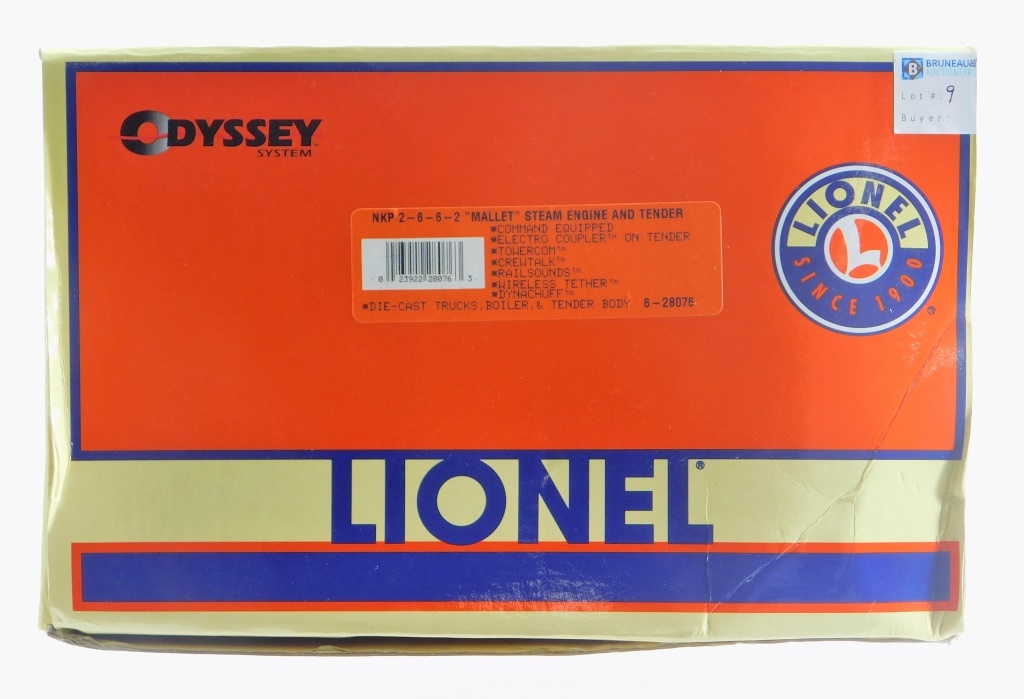 BRUNEAU&
AUCTIONEERS
Lot #: 9
Buyer:
ODYSSEY™
SYSTEM
LIONEL
L
SINCE 1900
®
NKP 2-6-6-2 "MALLET" STEAM ENGINE AND TENDER
*COMMAND EQUIPPED
*ELECTRO COUPLER™ ON TENDER
*TOWERCOM™
*CREWTALK™
*RAILSOUNDS™
*WIRELESS TETHER™
*DYNACHUFF™
0 23922 28076 3
*DIE-CAST TRUCKS, BOILER, & TENDER BODY 6-28076
LIONEL®